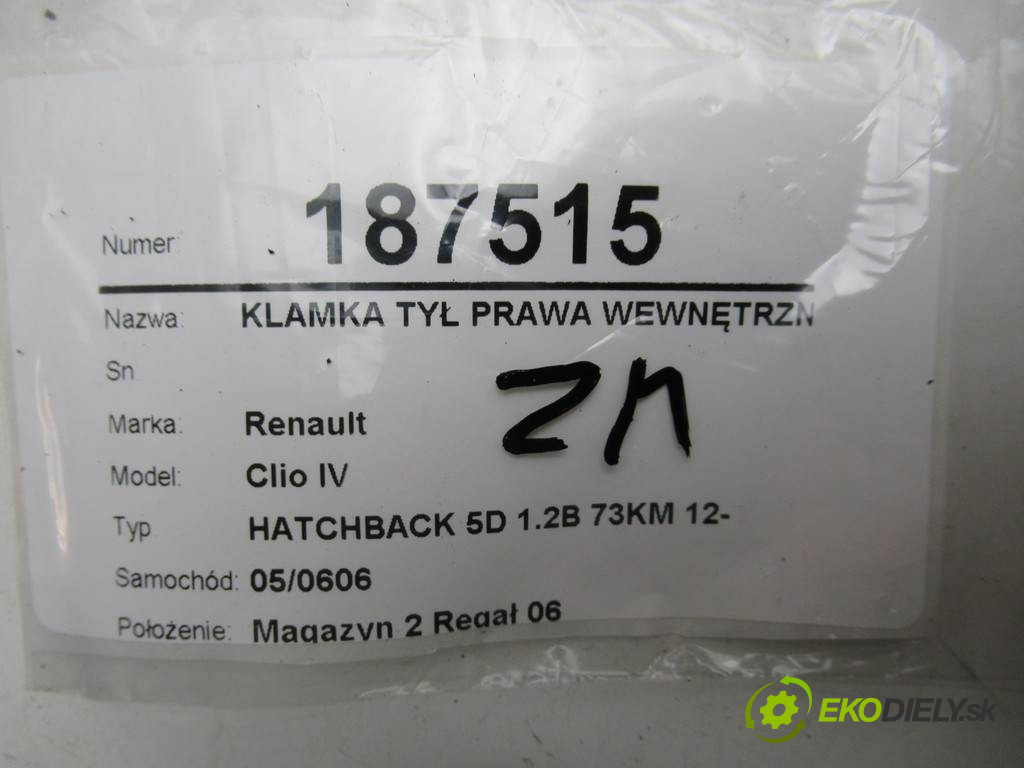 Numer: 187515
Nazwa: KLAMKA TYŁ PRAWA WEWNĘTRZN
Sn
Marka: Renault
Model: Clio IV
Typ HATCHBACK 5D 1.2B 73KM 12-
Samochód: 05/0606
Położenie: Magazyn 2 Regał 06
EKODIELY.sk